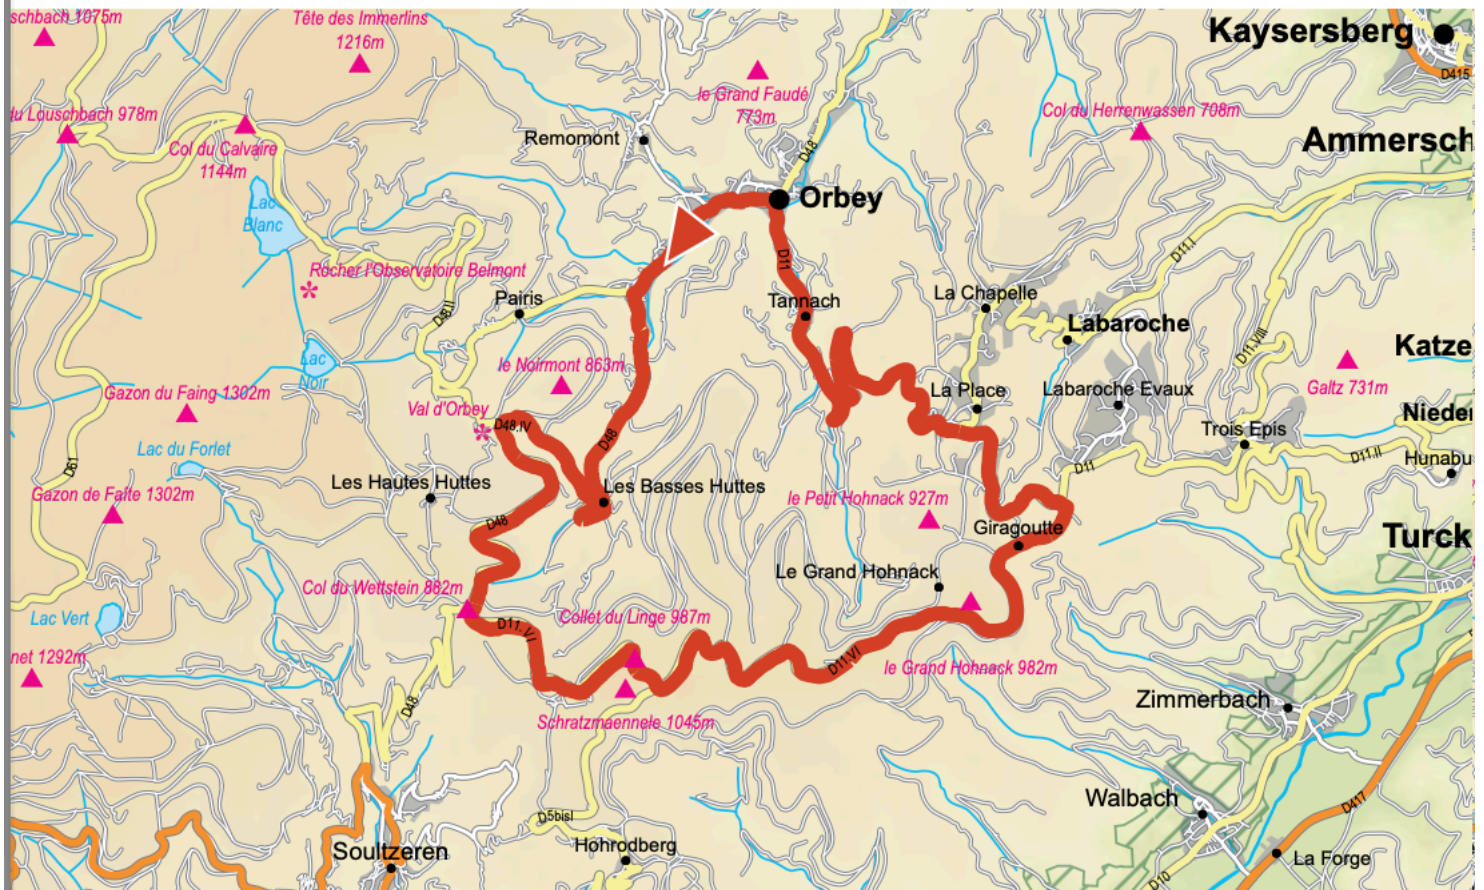 schbach 1075m
Tête des Immerlins
1216m
Kaysersberg
D415
le Grand Faudé
773m
du Louschbach 978m
Col du Herrenwassen 708m
Remomont
Col du Calvaire
1144m
D48
Ammersch
Orbey
Lac
Blanc
D11
D11.I
Rocher l'Observatoire Belmont
Pairis
Tannach
La Chapelle
D48.II
Labaroche
Lac
Noir
le Noirmont 863m
D11.VIII
Katze
Gazon du Faing 1302m
La Place
Labaroche Evaux
Galtz 731m
Val d'Orbey
D48.IV
Nieder
D48
Trois Epis
Lac du Forlet
D61
D11
D11.II
Hunabu
Les Hautes Huttes
Les Basses Huttes
Gazon de Faîte 1302m
le Petit Hohnack 927m
D48
Giragoutte
Turck
Le Grand Hohnack
Col du Wettstein 882m
Lac Vert
D11.VI
Collet du Linge 987m
net 1292m
D11.VI
le Grand Hohnack 982m
D48
Zimmerbach
Schratzmaennele 1045m
Walbach
D417
D5bisI
Soultzeren
Hohrodberg
La Forge
D10